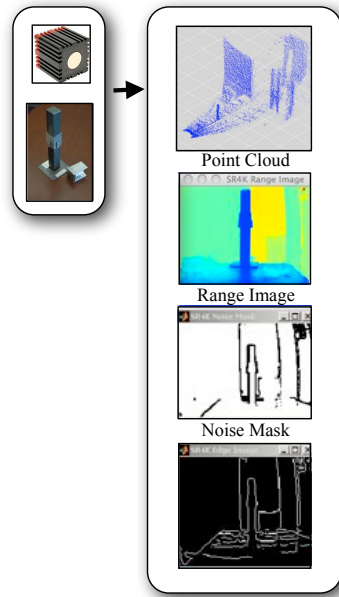 Point Cloud
SR4K Range Image
Range Image
SR4K Noise Mask
Noise Mask
SR4K Edge Image